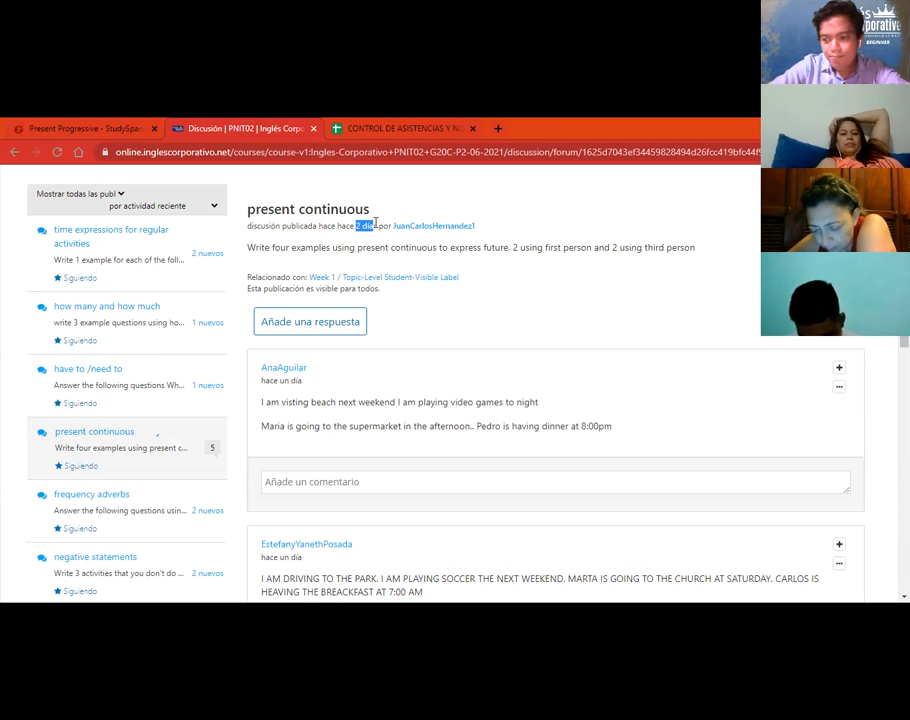 Present Progressive - StudySpan
Discusión | PNIT02 | Inglés Corpo
CONTROL DE ASISTENCIAS Y N
online.inglescorporativo.net/courses/course-v1:Ingles-Corporativo+PNIT02+G20C-P2-06-2021/discussion/forum/1625d7043ef34459828494d26fcc419bfc44f
BEGINNER
Mostrar todas las publ
por actividad reciente
time expressions for regular
activities
Write 1 example for each of the foll...
2 nuevos
Siguiendo
how many and how much
write 3 example questions using ho...
1 nuevos
Siguiendo
have to /need to
Answer the following questions Wh...
1 nuevos
Siguiendo
present continuous
Write four examples using present c...
5
Siguiendo
frequency adverbs
Answer the following questions usin...
2 nuevos
Siguiendo
negative statements
Write 3 activities that you don't do ...
2 nuevos
Siguiendo
present continuous
discusión publicada hace hace 2 día por JuanCarlosHernandez1
Write four examples using present continuous to express future, 2 using first person and 2 using third person
Relacionado con: Week 1 / Topic-Level Student-Visible Label
Esta publicación es visible para todos.
Añade una respuesta
AnaAguilar
hace un día
I am visting beach next weekend I am playing video games to night
Maria is going to the supermarket in the afternoon.. Pedro is having dinner at 8:00pm
Añade un comentario
EstefanyYanethPosada
hace un día
I AM DRIVING TO THE PARK. I AM PLAYING SOCCER THE NEXT WEEKEND. MARTA IS GOING TO THE CHURCH AT SATURDAY. CARLOS IS
HEAVING THE BREACKFAST AT 7:00 AM